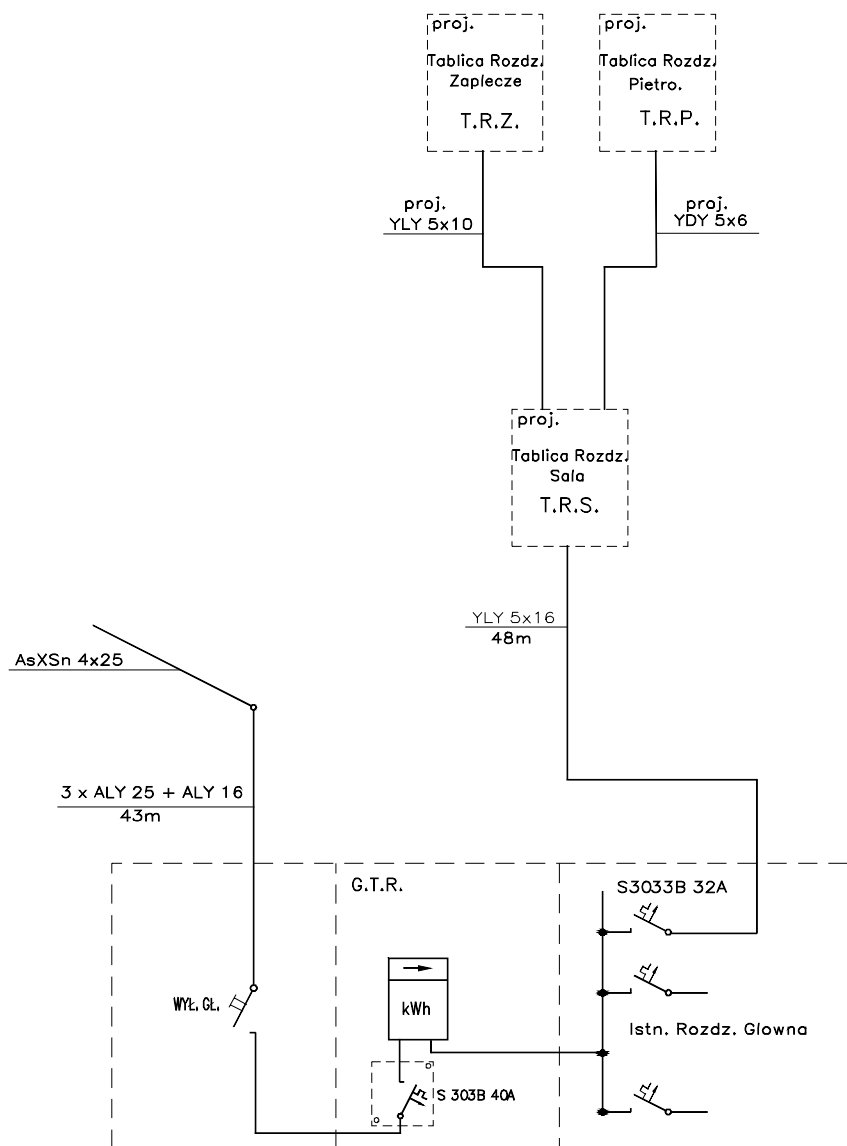 proj.
Tablica Rozdz.
Zaplecze
T.R.Z.
proj.
Tablica Rozdz.
Pietro.
T.R.P.
proj.
YLY 5x10
proj.
YDY 5x6
proj.
Tablica Rozdz.
Sala
T.R.S.
YLY 5x16
48m
AsXSn 4x25
3 x ALY 25 + ALY 16
43m
G.T.R.
S3033B 32A
WYŁ. GŁ.
kWh
Istn. Rozdz. Glowna
S 303B 40A